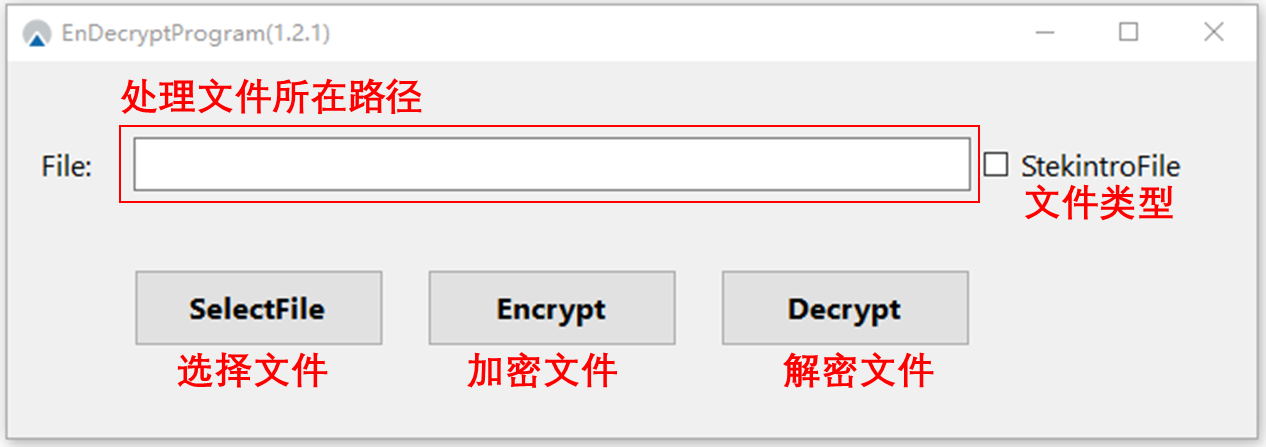 EnDecryptProgram(1.2.1)
处理文件所在路径
File:
StekintroFile
文件类型
SelectFile
Encrypt
Decrypt
选择文件
加密文件
解密文件